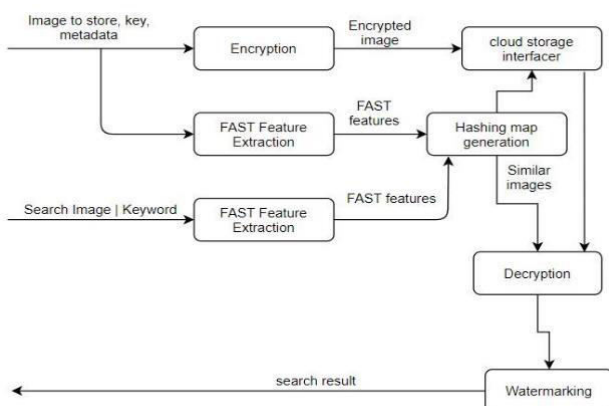 Image to store, key,
metadata
Encryption
Encrypted
image
cloud storage
interfacer
FAST Feature
Extraction
FAST
features
Hashing map
generation
Similar
images
Search Image | Keyword
FAST Feature
Extraction
FAST features
Decryption
search result
Watermarking